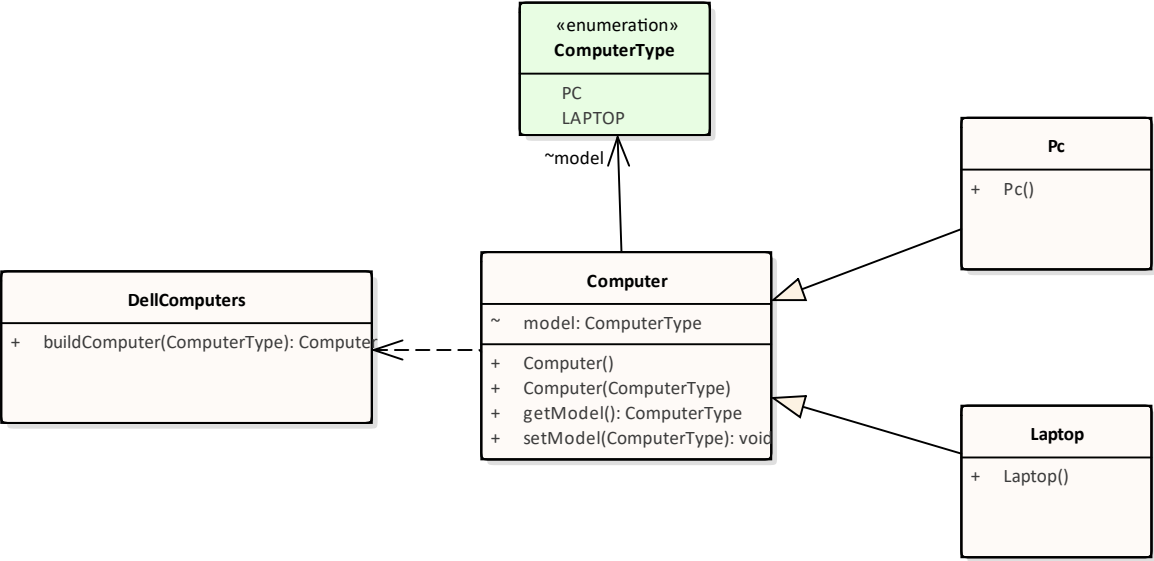 «enumeration»
ComputerType
PC
LAPTOP
~model
Pc
+ Pc()
Computer
~ model: ComputerType
+ Computer()
+ Computer(ComputerType)
+ getModel(): ComputerType
+ setModel(ComputerType): void
DellComputers
+ buildComputer(ComputerType): Computer
Laptop
+ Laptop()